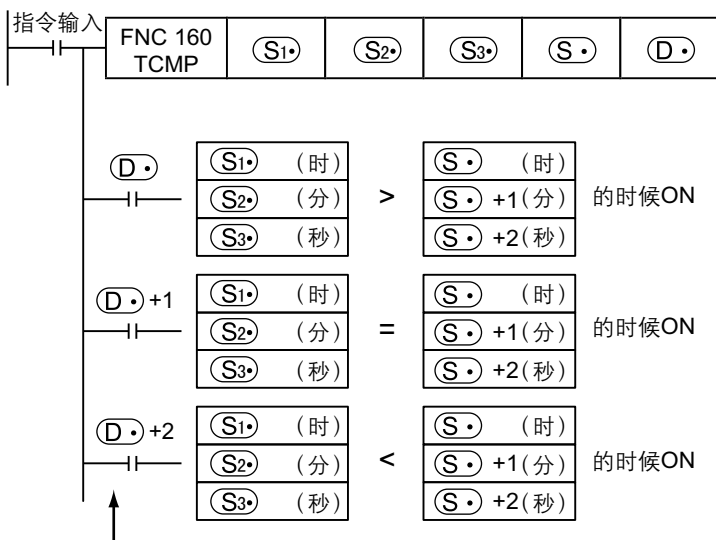 指令输入
FNC 160 TCMP S1• S2• S3• S• D•
D•
S1• (时) > S• (时) 的时候ON
S2• (分) S• +1(分)
S3• (秒) S• +2(秒)
D• +1
S1• (时) = S• (时) 的时候ON
S2• (分) S• +1(分)
S3• (秒) S• +2(秒)
D• +2
S1• (时) < S• (时) 的时候ON
S2• (分) S• +1(分)
S3• (秒) S• +2(秒)